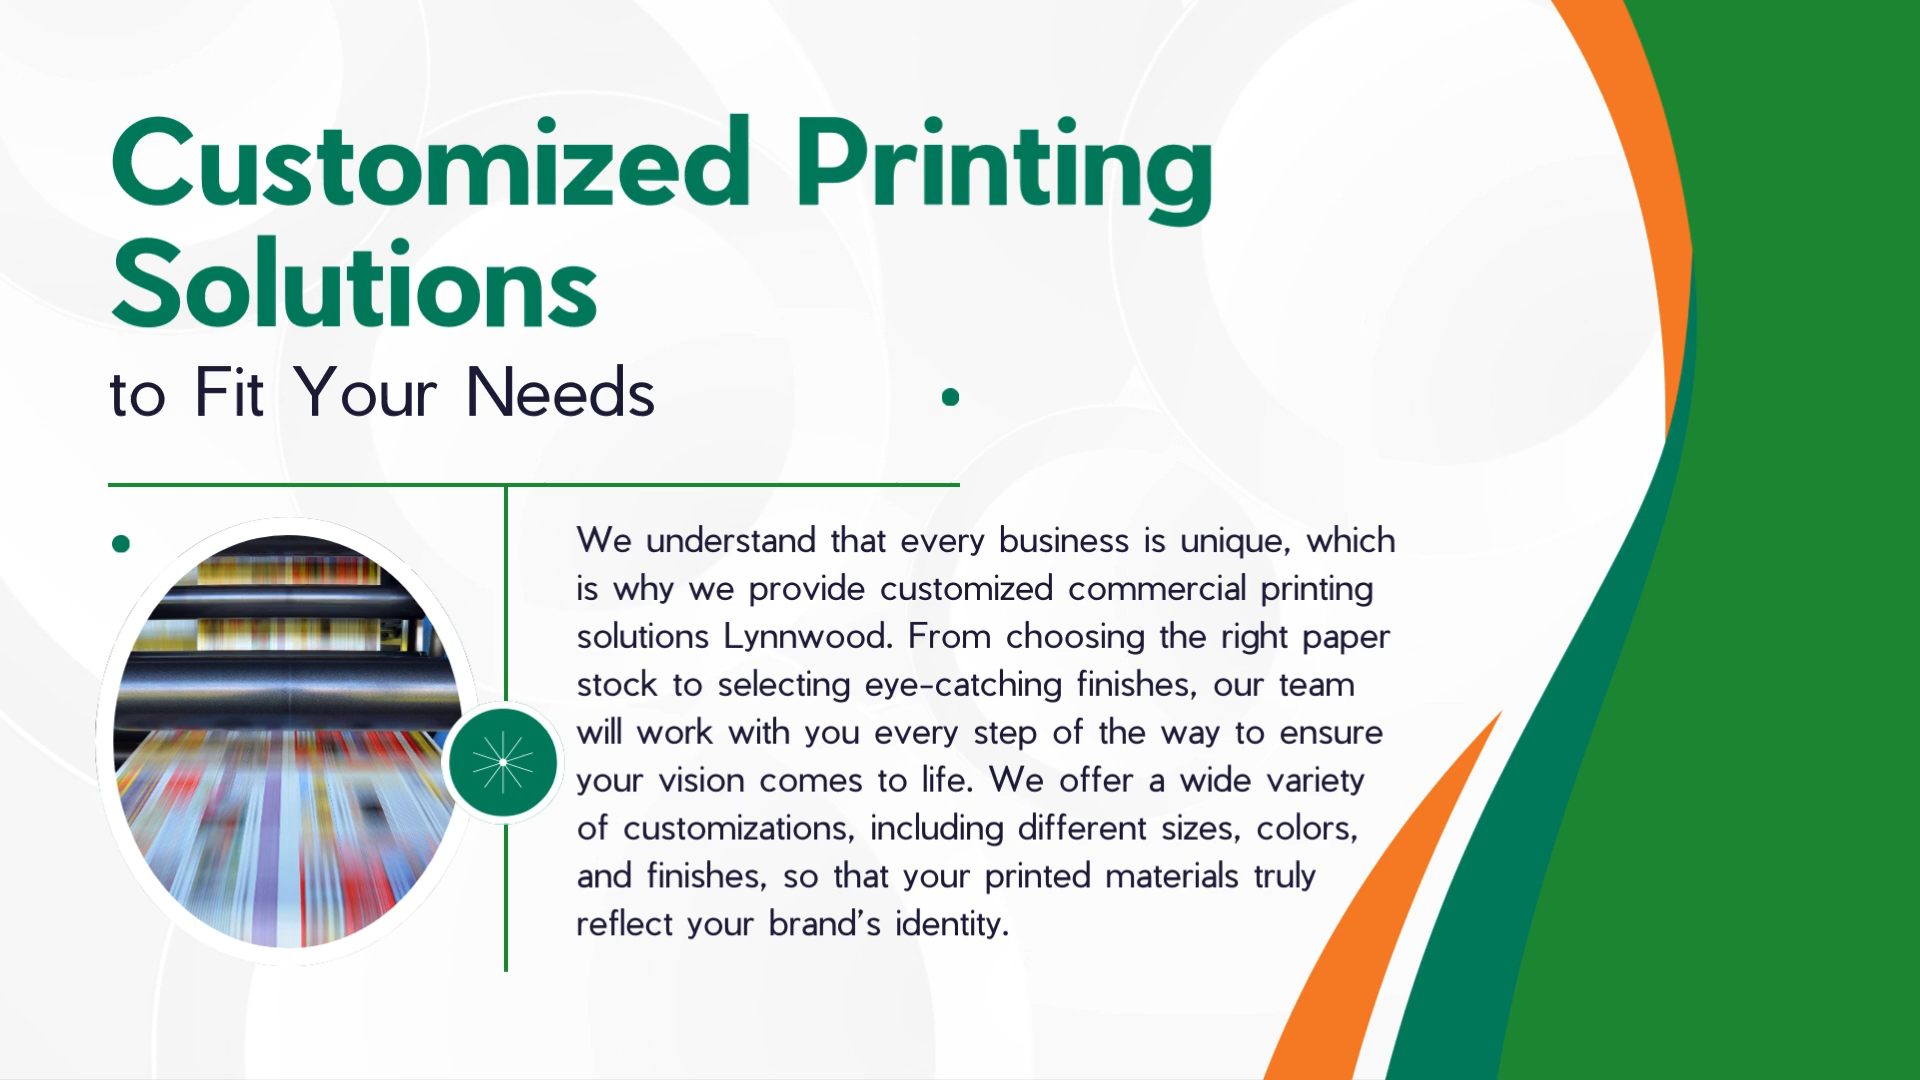 Customized Printing
Solutions
to Fit Your Needs
We understand that every business is unique, which
is why we provide customized commercial printing
solutions Lynnwood. From choosing the right paper
stock to selecting eye-catching finishes, our team
will work with you every step of the way to ensure
your vision comes to life. We offer a wide variety
of customizations, including different sizes, colors,
and finishes, so that your printed materials truly
reflect your brand’s identity.